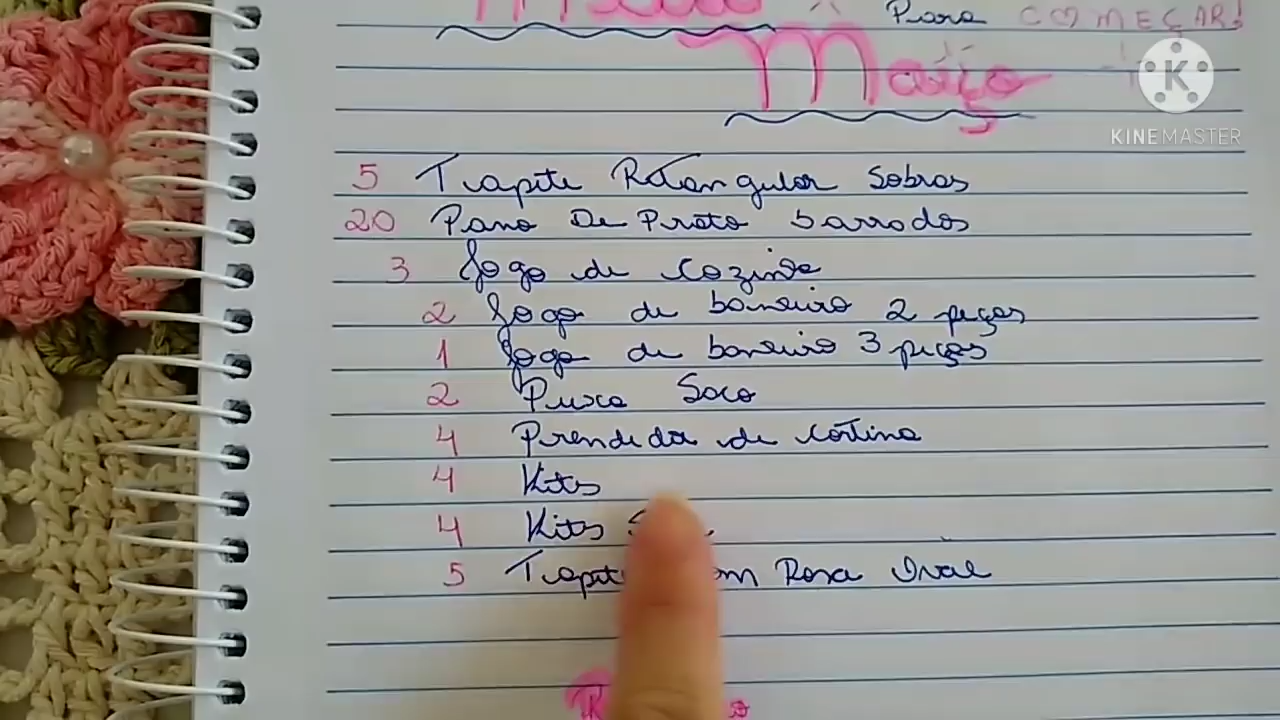 Para COMEÇAR!
Março
KINEMASTER
5 Tapete Retangular Sobras
20 Pano De Prato barrados
3 Jogo de Cozinha
2 Jogo de banheiro 2 peças
1 Jogo de banheiro 3 peças
2 Puxa Saco
4 Prendedor de Cortina
4 Kits
4 Kits
5 Tapete Com Rosa Oval